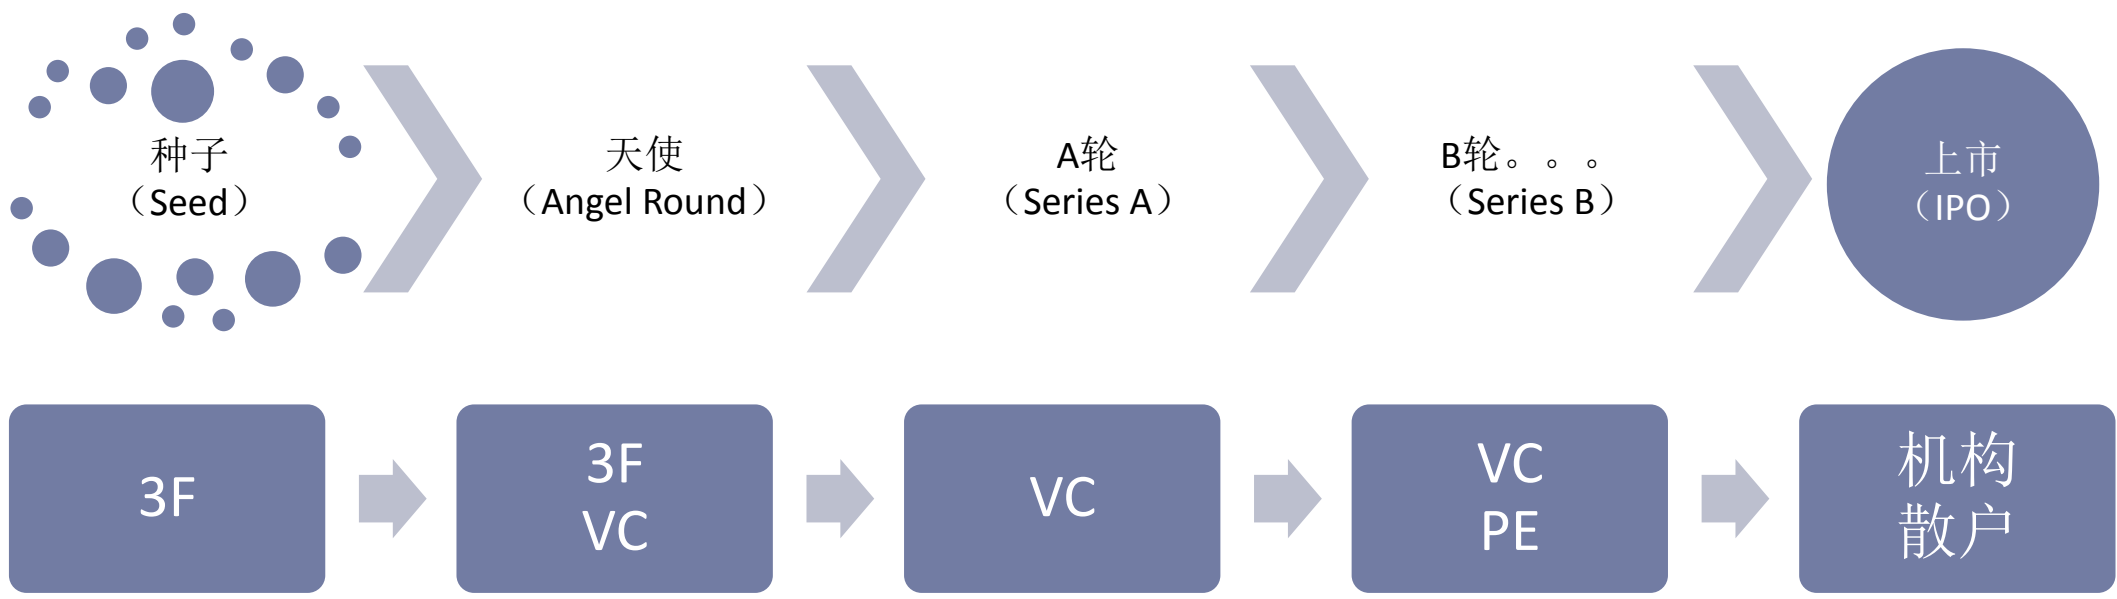 种子
（Seed）
天使
（Angel Round）
A轮
（Series A）
B轮。。。
（Series B）
上市
（IPO）
3F
3F
VC
VC
VC
PE
机构
散户